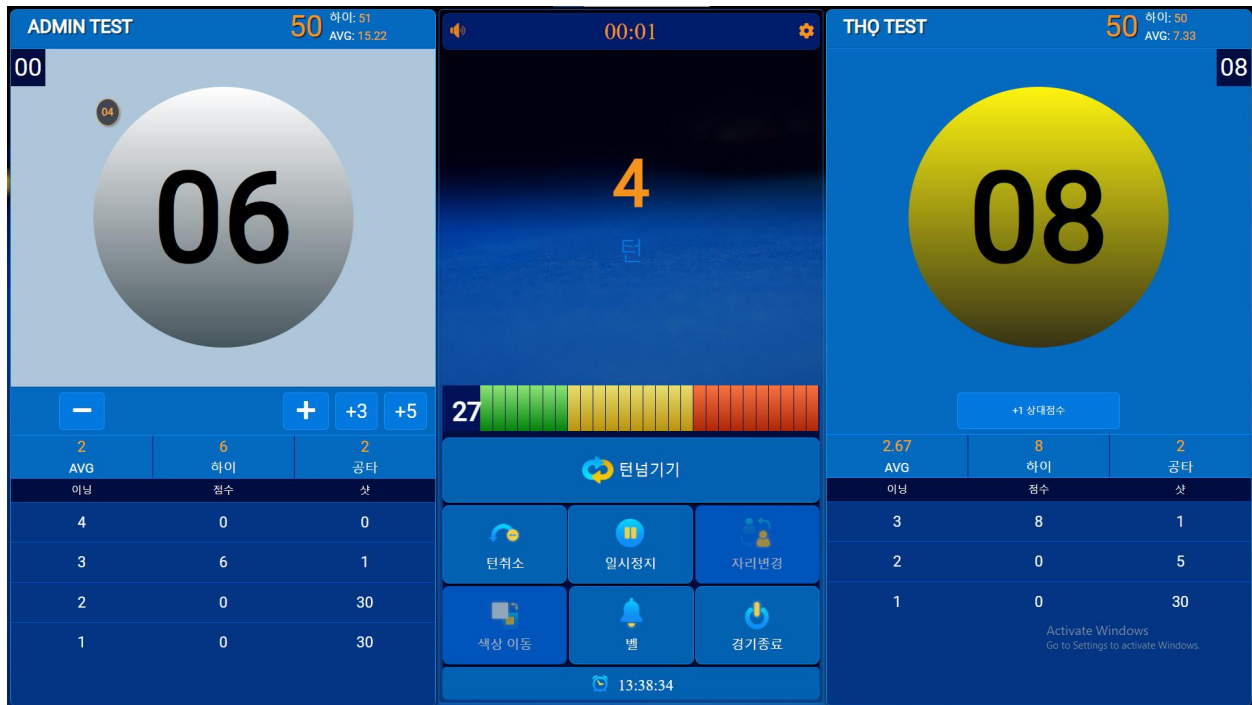 ADMIN TEST
50
하이: 51
AVG: 15.22
00
04
06
+3
+5
2
6
2
AVG
하이
공타
이닝
점수
샷
4
0
0
3
6
1
2
0
30
1
0
30
00:01
4
턴
27
턴넘기기
턴취소
일시정지
자리변경
색상 이동
벨
경기종료
13:38:34
THỌ TEST
50
하이: 50
AVG: 7.33
08
08
+1 상대점수
2.67
8
2
AVG
하이
공타
이닝
점수
샷
3
8
1
2
0
5
1
0
30
Activate Windows
Go to Settings to activate Windows.